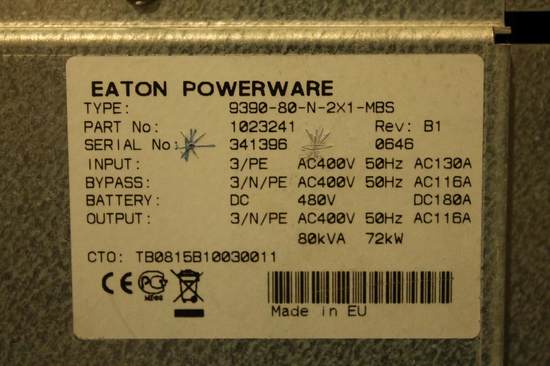 EATON POWERWARE
TYPE: 9390-80-N-2X1-MBS
PART No: 1023241 Rev: B1
SERIAL No: 341396 0646
INPUT: 3/PE AC400V 50Hz AC130A
BYPASS: 3/N/PE AC400V 50Hz AC116A
BATTERY: DC 480V DC180A
OUTPUT: 3/N/PE AC400V 50Hz AC116A
80kVA 72kW
CTO: TB0815B10030011
CE
Made in EU